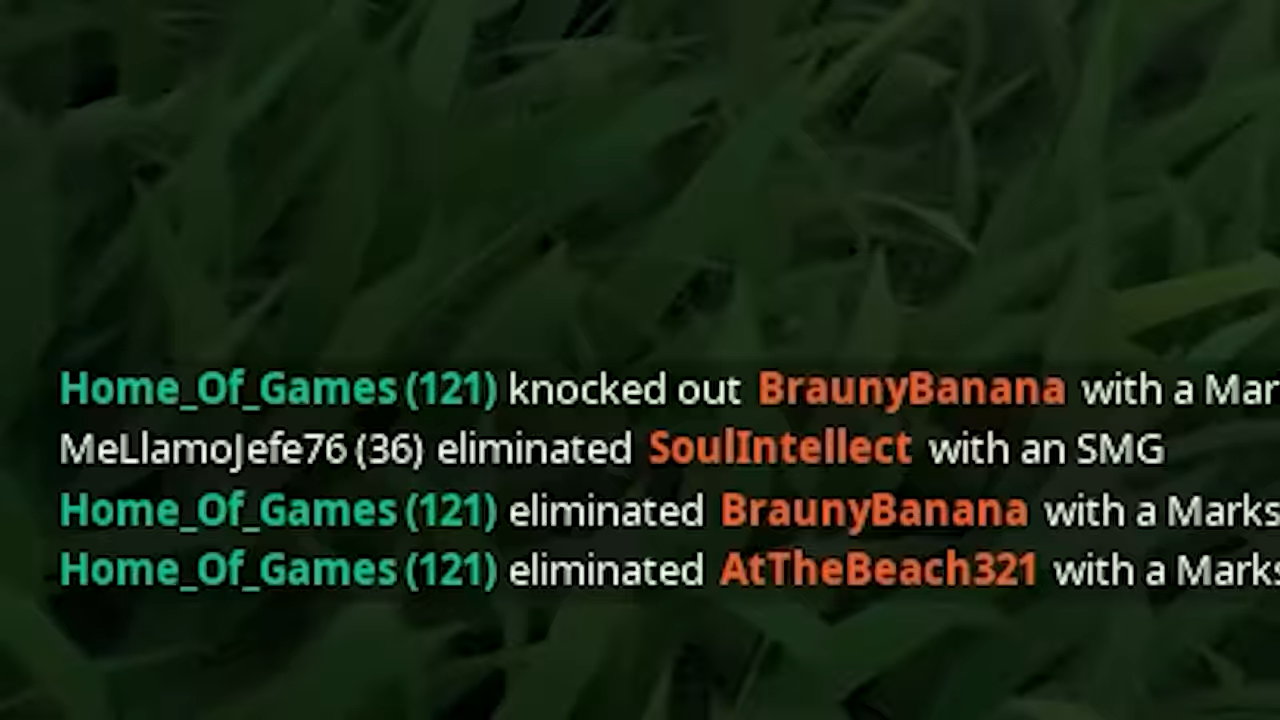 Home_Of_Games (121) knocked out BraunyBanana with a Mar
MeLlamoJefe76 (36) eliminated SoulIntellect with an SMG
Home_Of_Games (121) eliminated BraunyBanana with a Marks
Home_Of_Games (121) eliminated AtTheBeach321 with a Marks